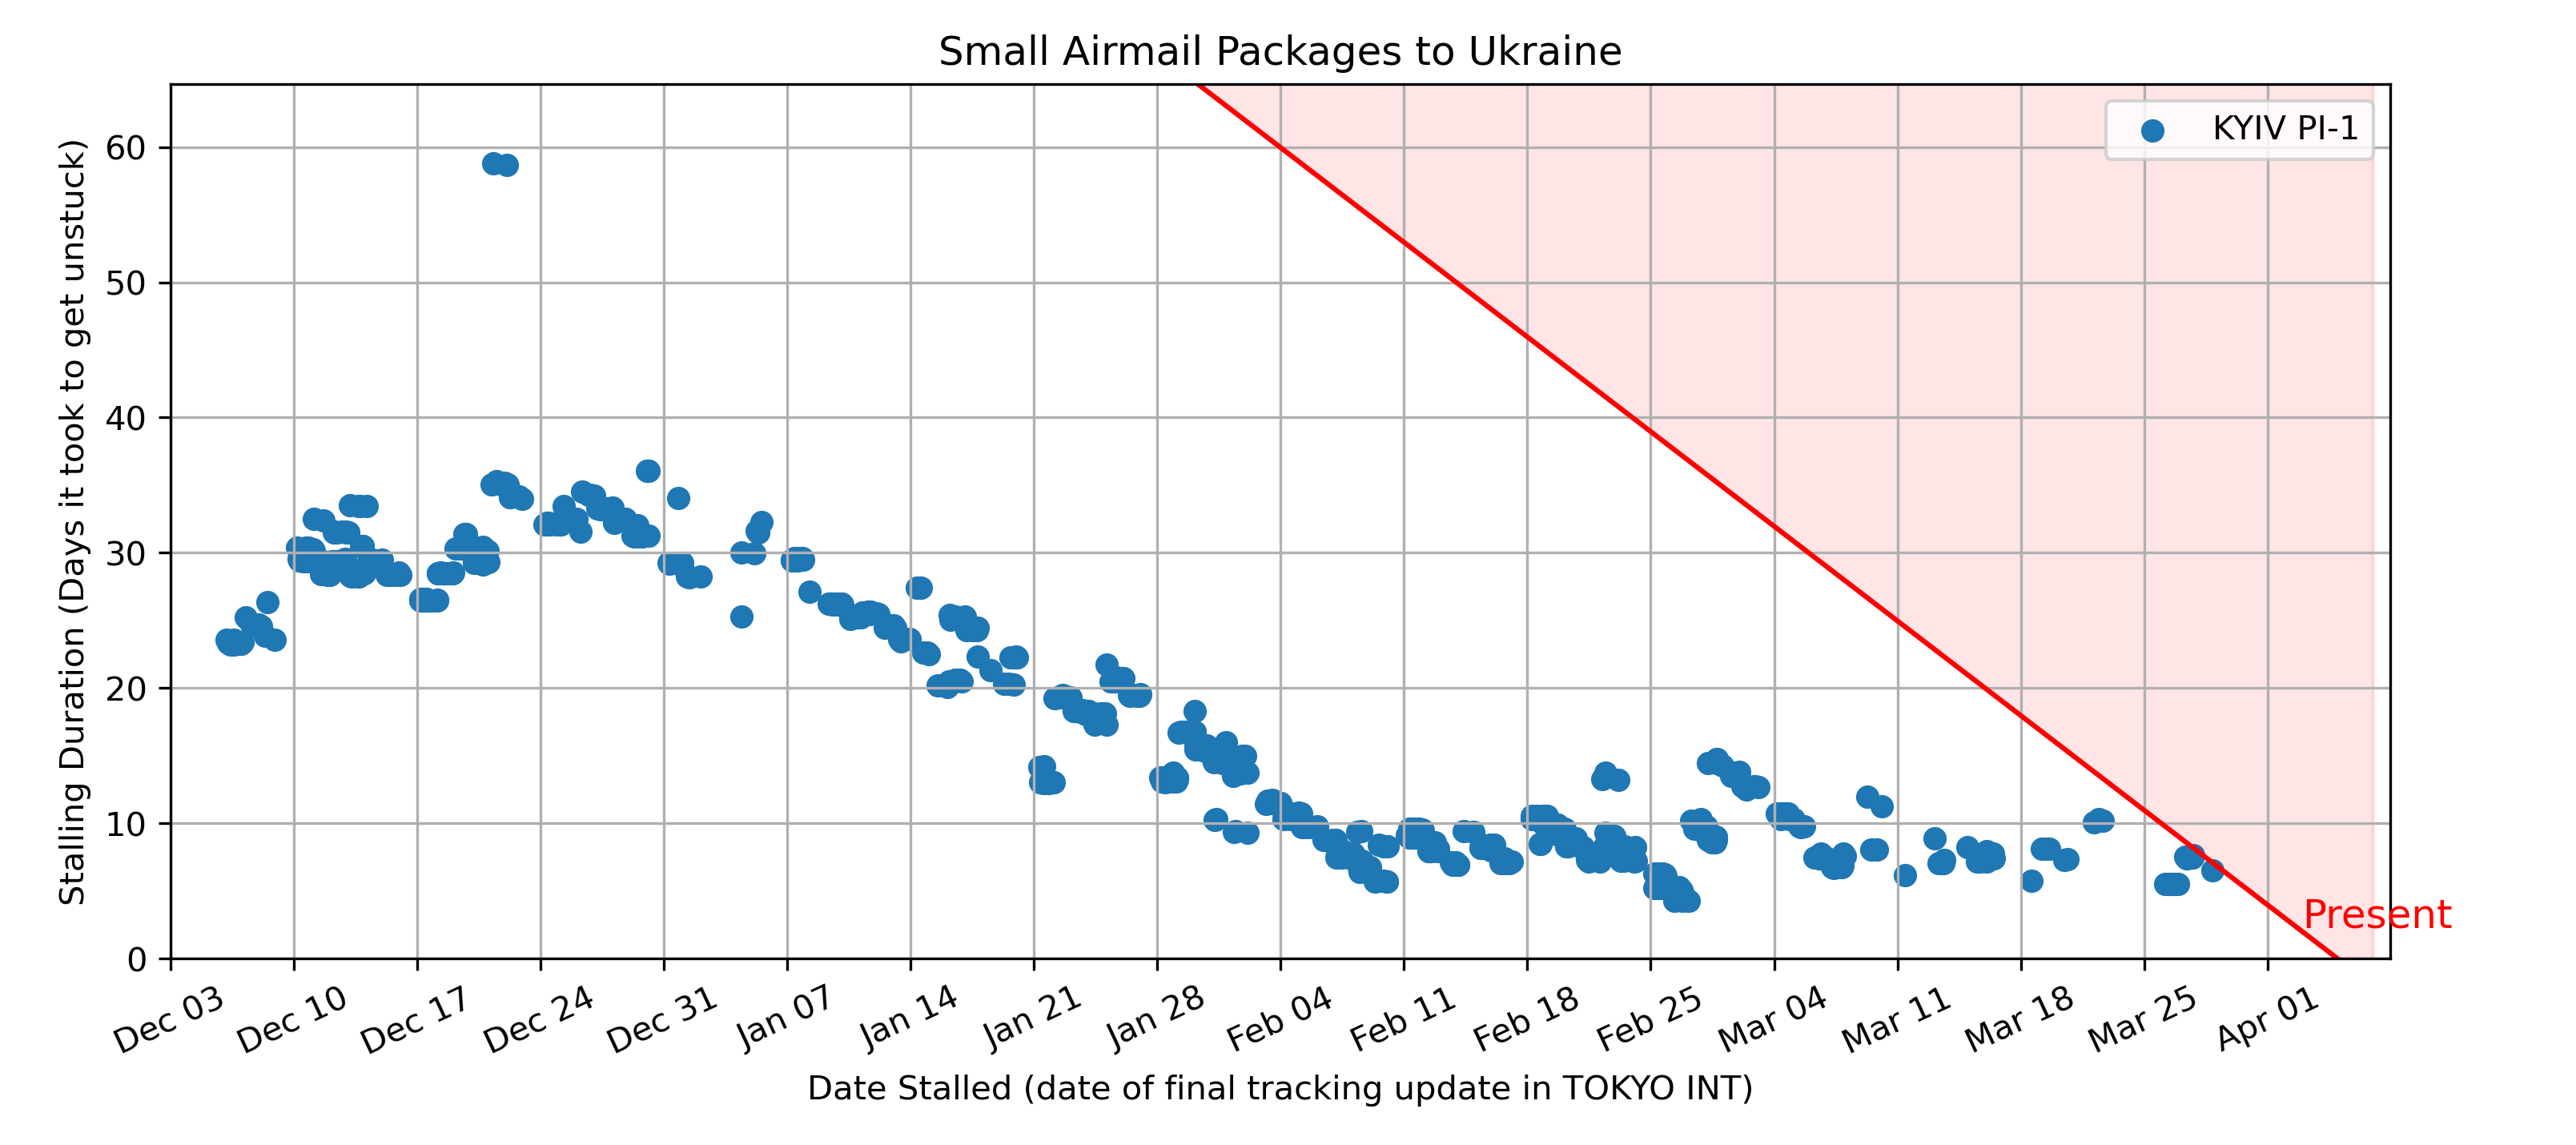 Small Airmail Packages to Ukraine
KYIV PI-1
Stalling Duration (Days it took to get unstuck)
60
50
40
30
20
10
0
Present
Dec 03
Dec 10
Dec 17
Dec 24
Dec 31
Jan 07
Jan 14
Jan 21
Jan 28
Feb 04
Feb 11
Feb 18
Feb 25
Mar 04
Mar 11
Mar 18
Mar 25
Apr 01
Date Stalled (date of final tracking update in TOKYO INT)